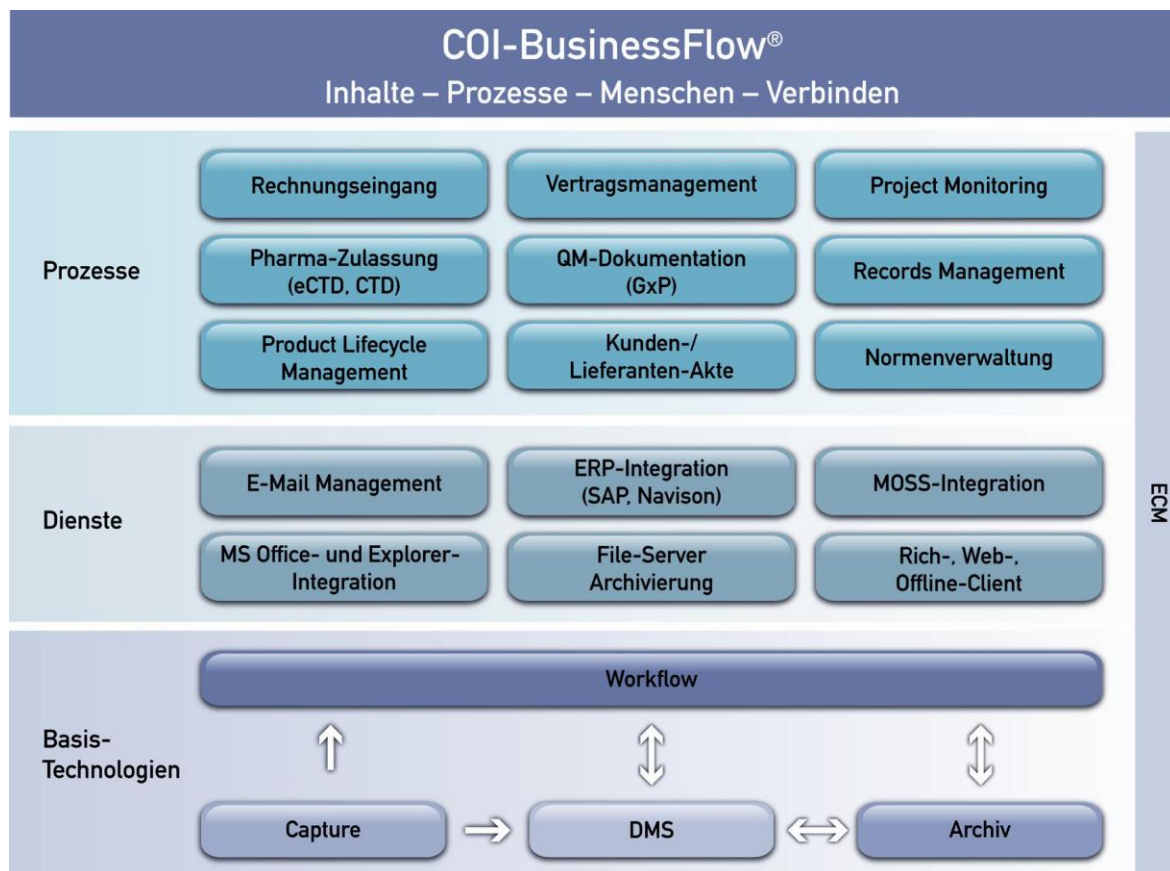 COI-BusinessFlow®
Inhalte – Prozesse – Menschen – Verbinden
Prozesse
Rechnungseingang
Vertragsmanagement
Project Monitoring
Pharma-Zulassung
(eCTD, CTD)
QM-Dokumentation
(GxP)
Records Management
Product Lifecycle
Management
Kunden-/
Lieferanten-Akte
Normenverwaltung
Dienste
E-Mail Management
ERP-Integration
(SAP, Navison)
MOSS-Integration
MS Office- und Explorer-
Integration
File-Server
Archivierung
Rich-, Web-,
Offline-Client
ECM
Basis-
Technologien
Workflow
Capture
DMS
Archiv